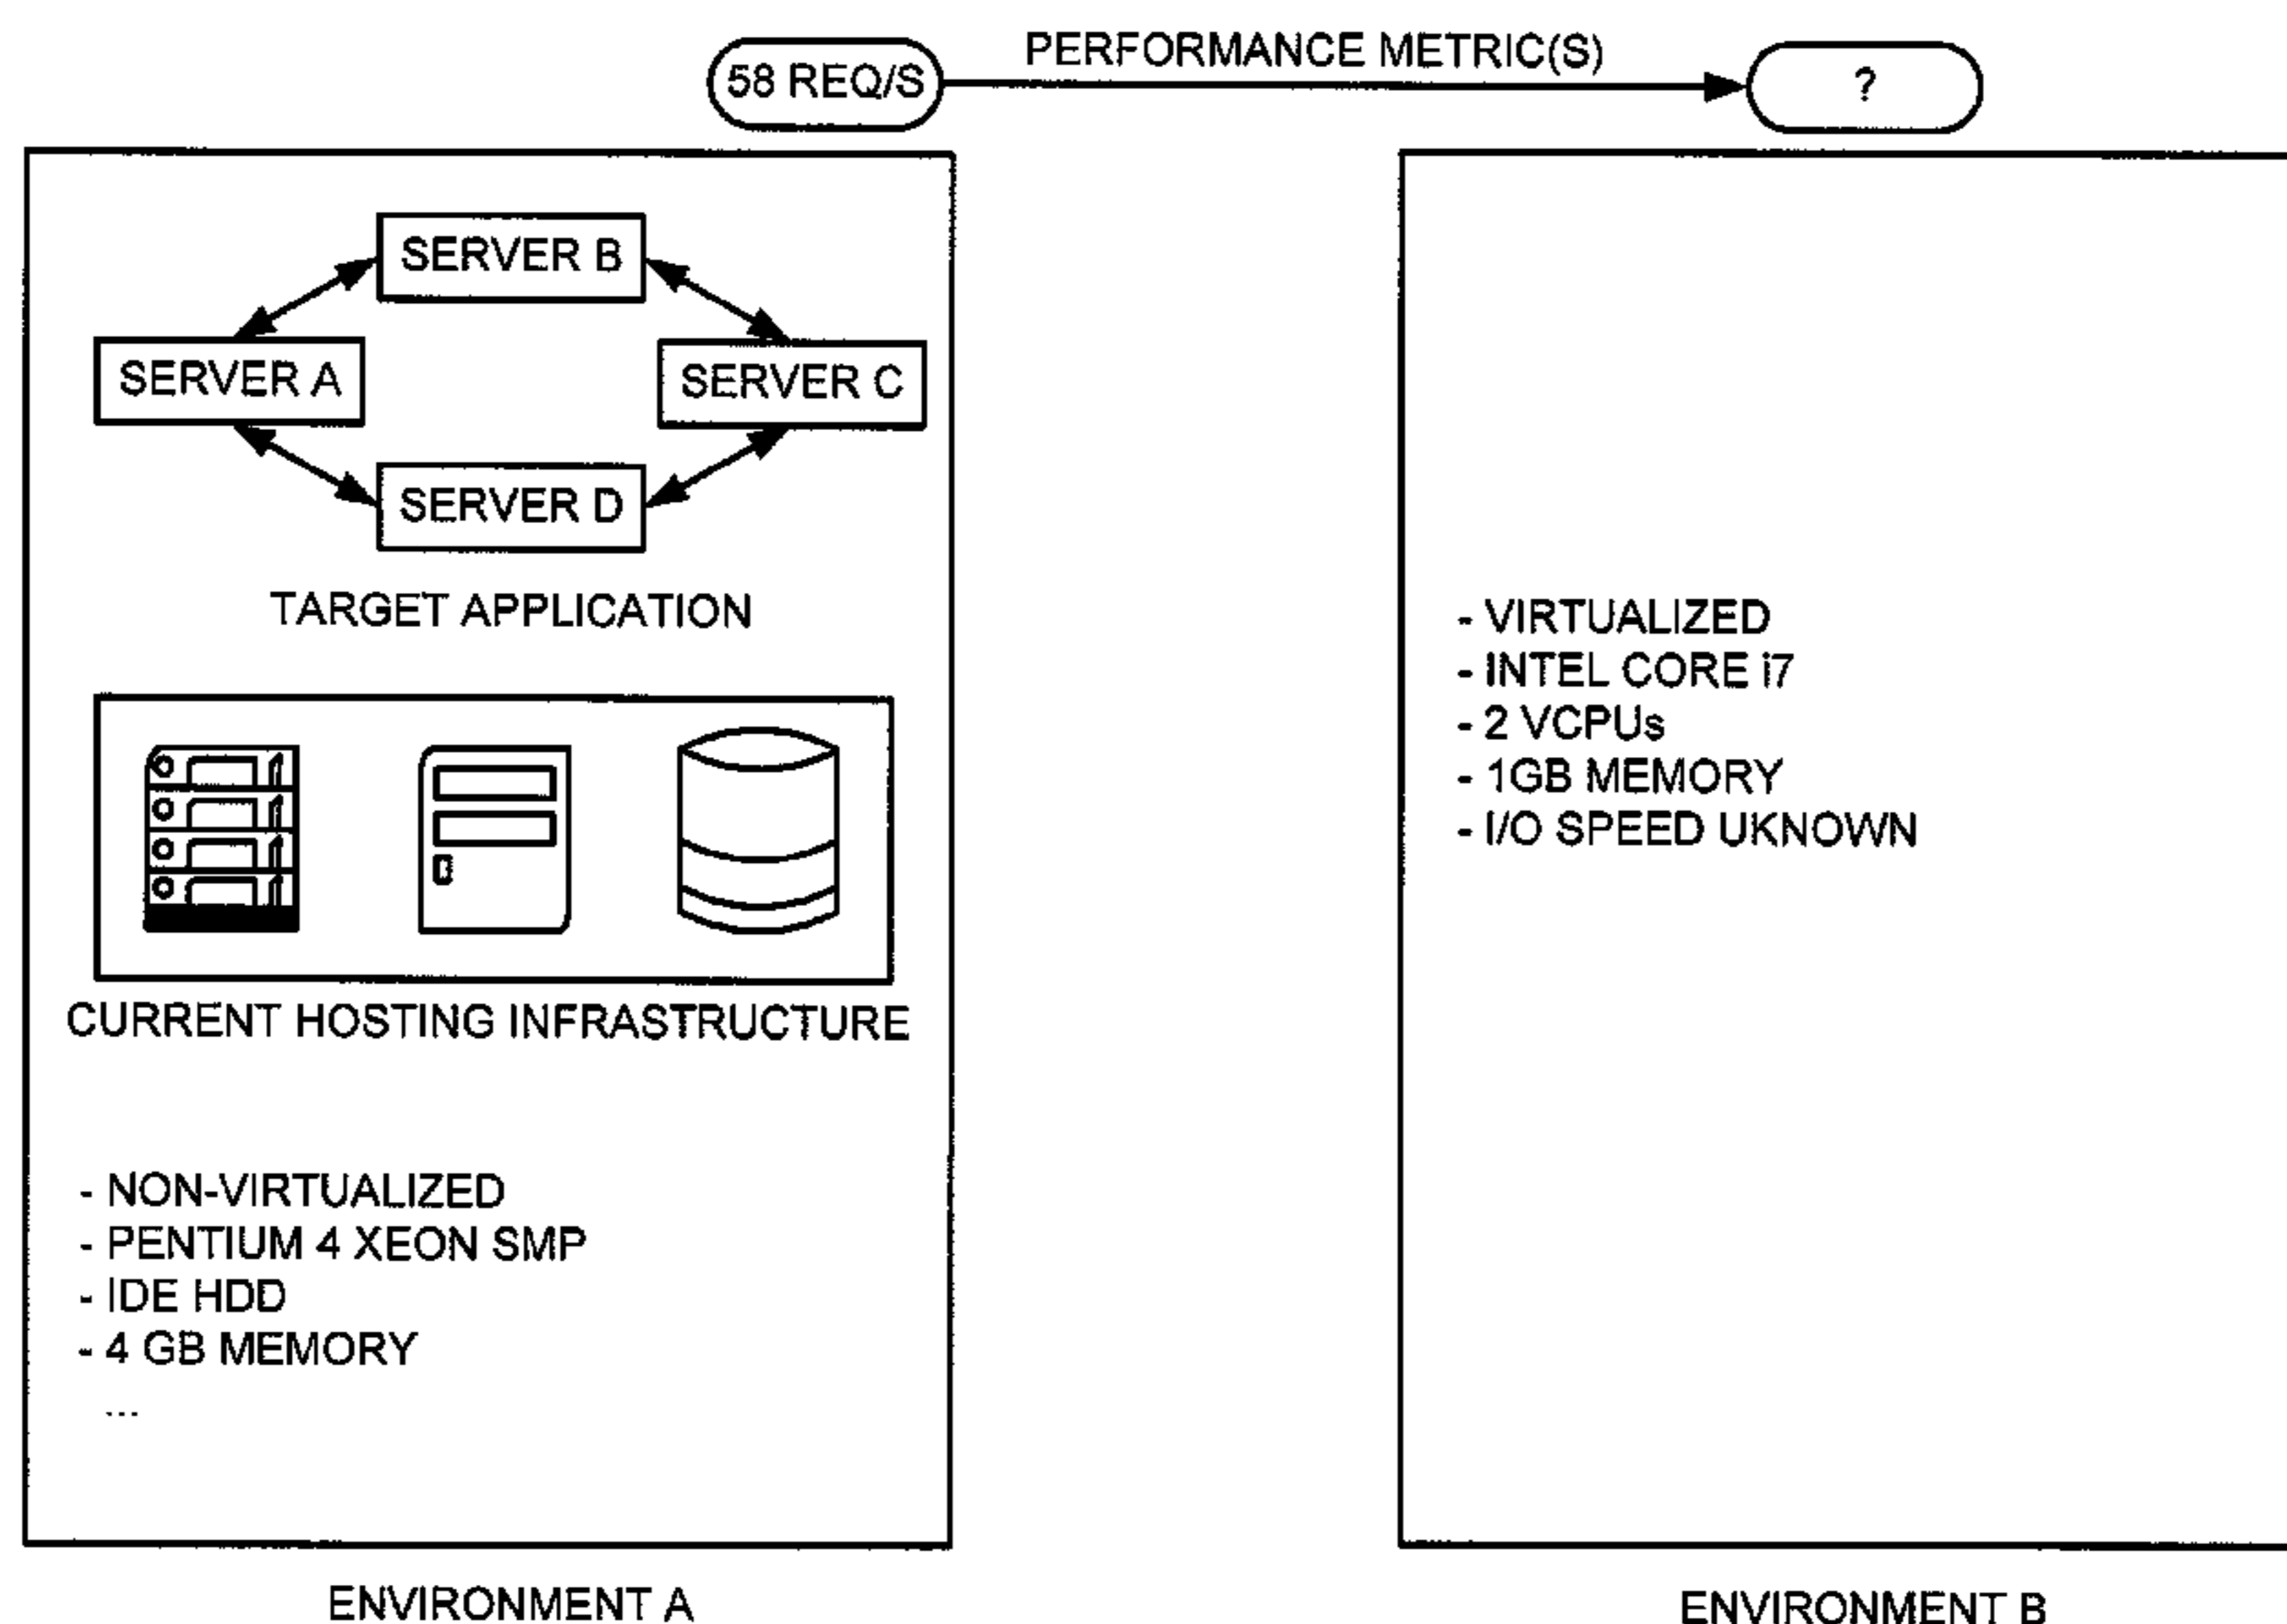 58 REQ/S
PERFORMANCE METRIC(S)
?
SERVER B
SERVER A
SERVER C
SERVER D
TARGET APPLICATION
CURRENT HOSTING INFRASTRUCTURE
- NON-VIRTUALIZED
- PENTIUM 4 XEON SMP
- IDE HDD
- 4 GB MEMORY
...
ENVIRONMENT A
- VIRTUALIZED
- INTEL CORE i7
- 2 VCPUs
- 1GB MEMORY
- I/O SPEED UKNOWN
ENVIRONMENT B